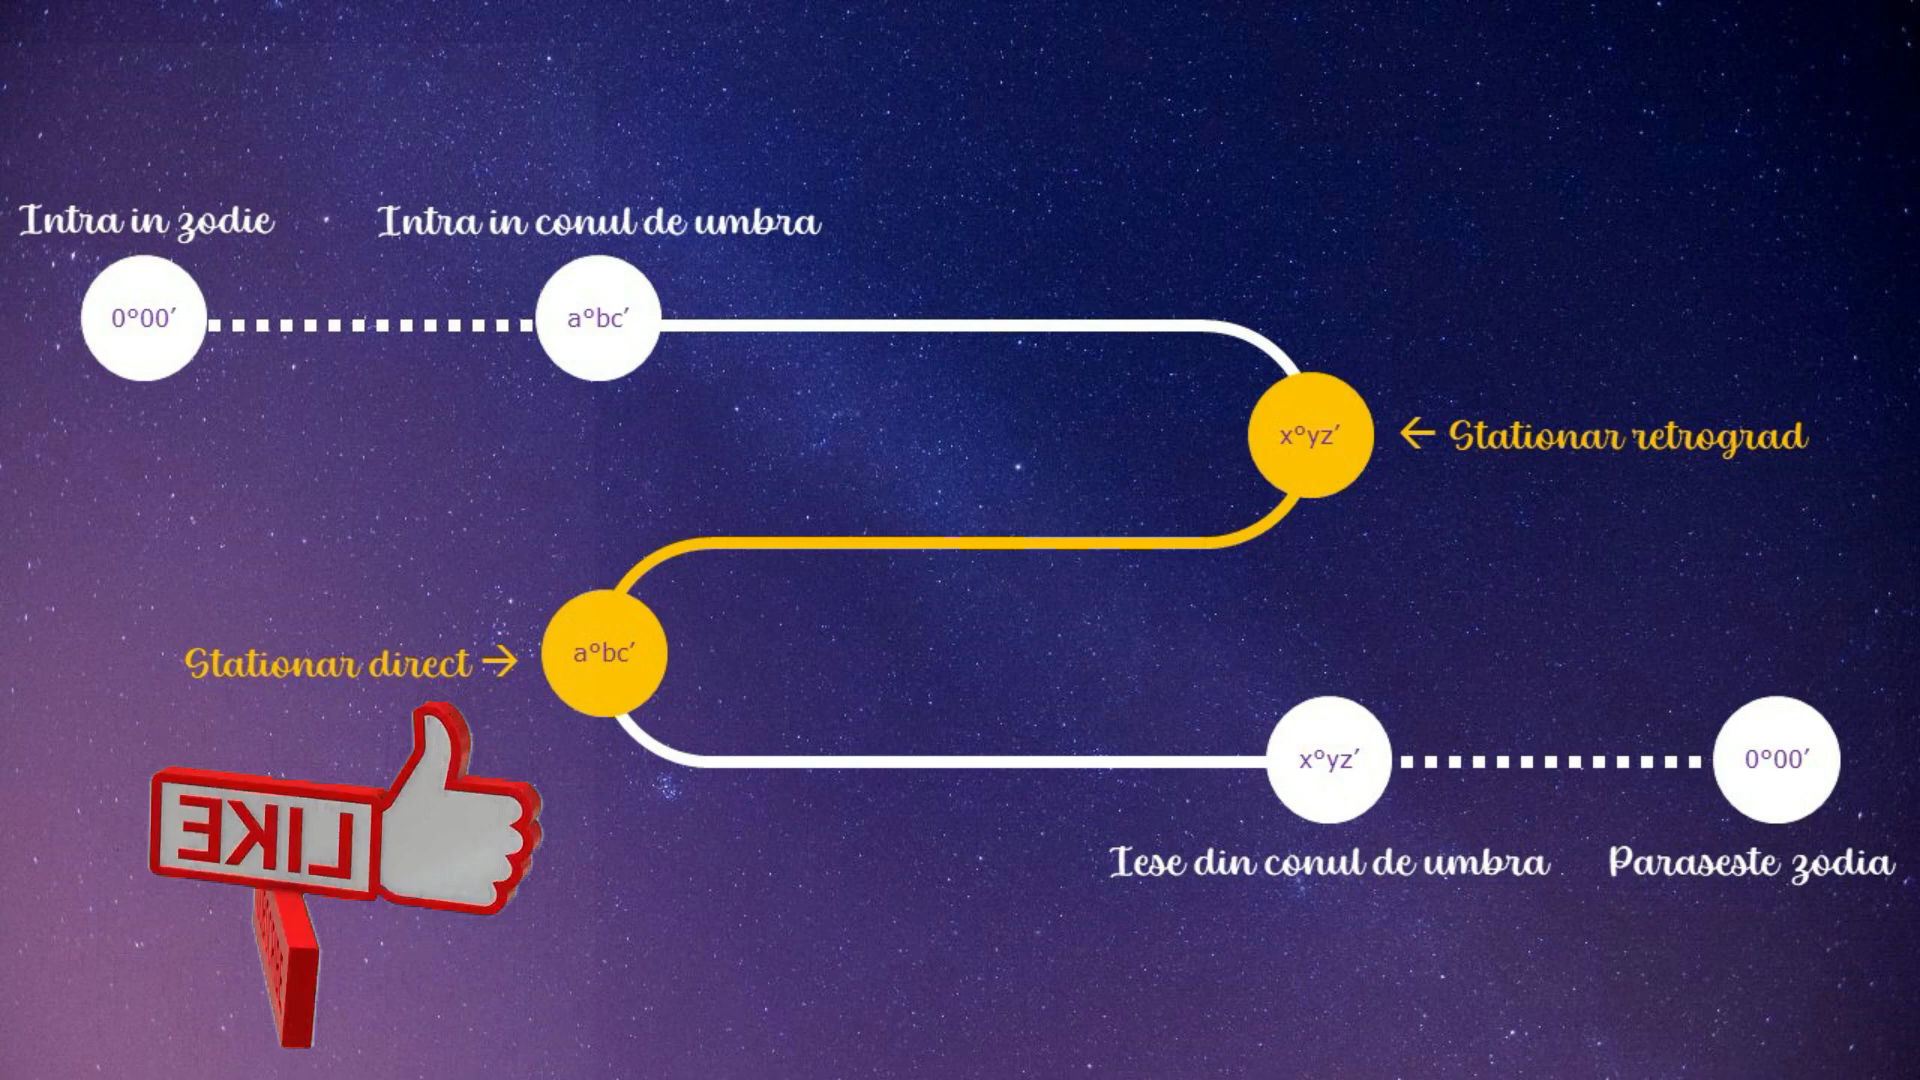 Intra in zodie
Intra in conul de umbra
0°00′
a°bc′
x°yz′
← Stationar retrograd
Stationar direct →
a°bc′
x°yz′
0°00′
Iese din conul de umbra
Paraseste zodia
LIKE